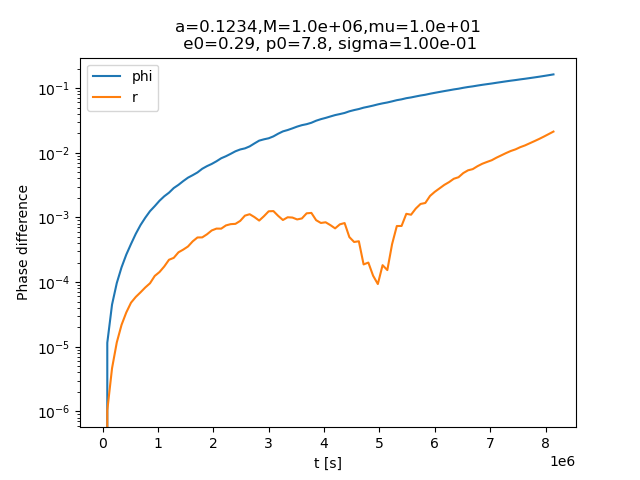 a=0.1234,M=1.0e+06,mu=1.0e+01
e0=0.29, p0=7.8, sigma=1.00e-01
phi
r
10⁻¹
10⁻²
10⁻³
10⁻⁴
10⁻⁵
10⁻⁶
Phase difference
0 1 2 3 4 5 6 7 8
1e6
t [s]